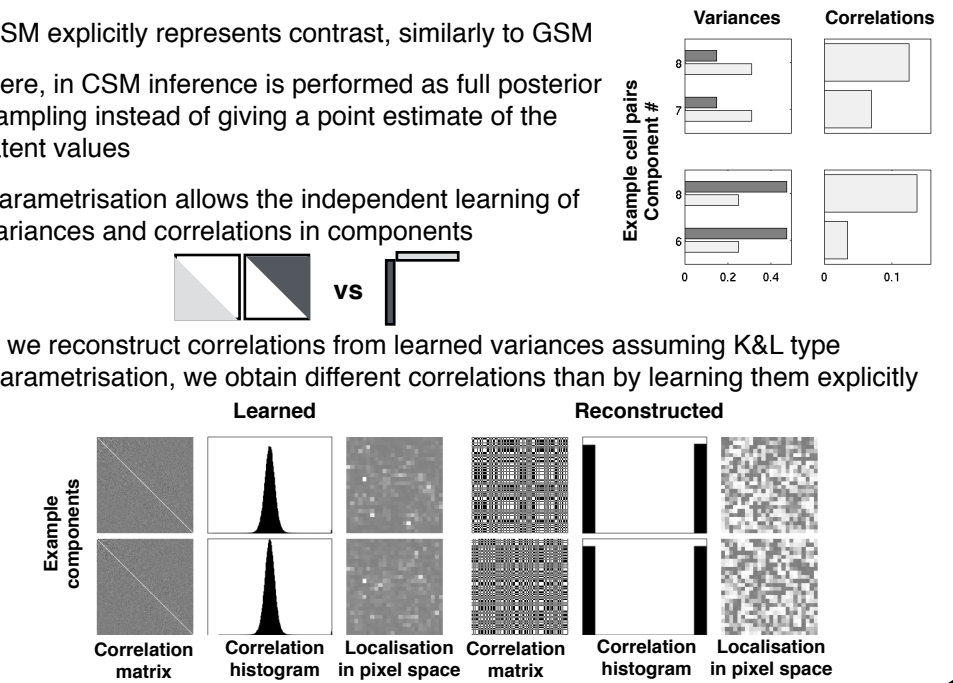 SM explicitly represents contrast, similarly to GSM
ere, in CSM inference is performed as full posterior
ampling instead of giving a point estimate of the
tent values
arametrisation allows the independent learning of
ariances and correlations in components
vs
Variances
Correlations
Example cell pairs
Component #
8
7
8
6
0 0.2 0.4
0 0.1
we reconstruct correlations from learned variances assuming K&L type
arametrisation, we obtain different correlations than by learning them explicitly
Learned
Reconstructed
Example
components
Correlation
matrix
Correlation
histogram
Localisation
in pixel space
Correlation
matrix
Correlation
histogram
Localisation
in pixel space